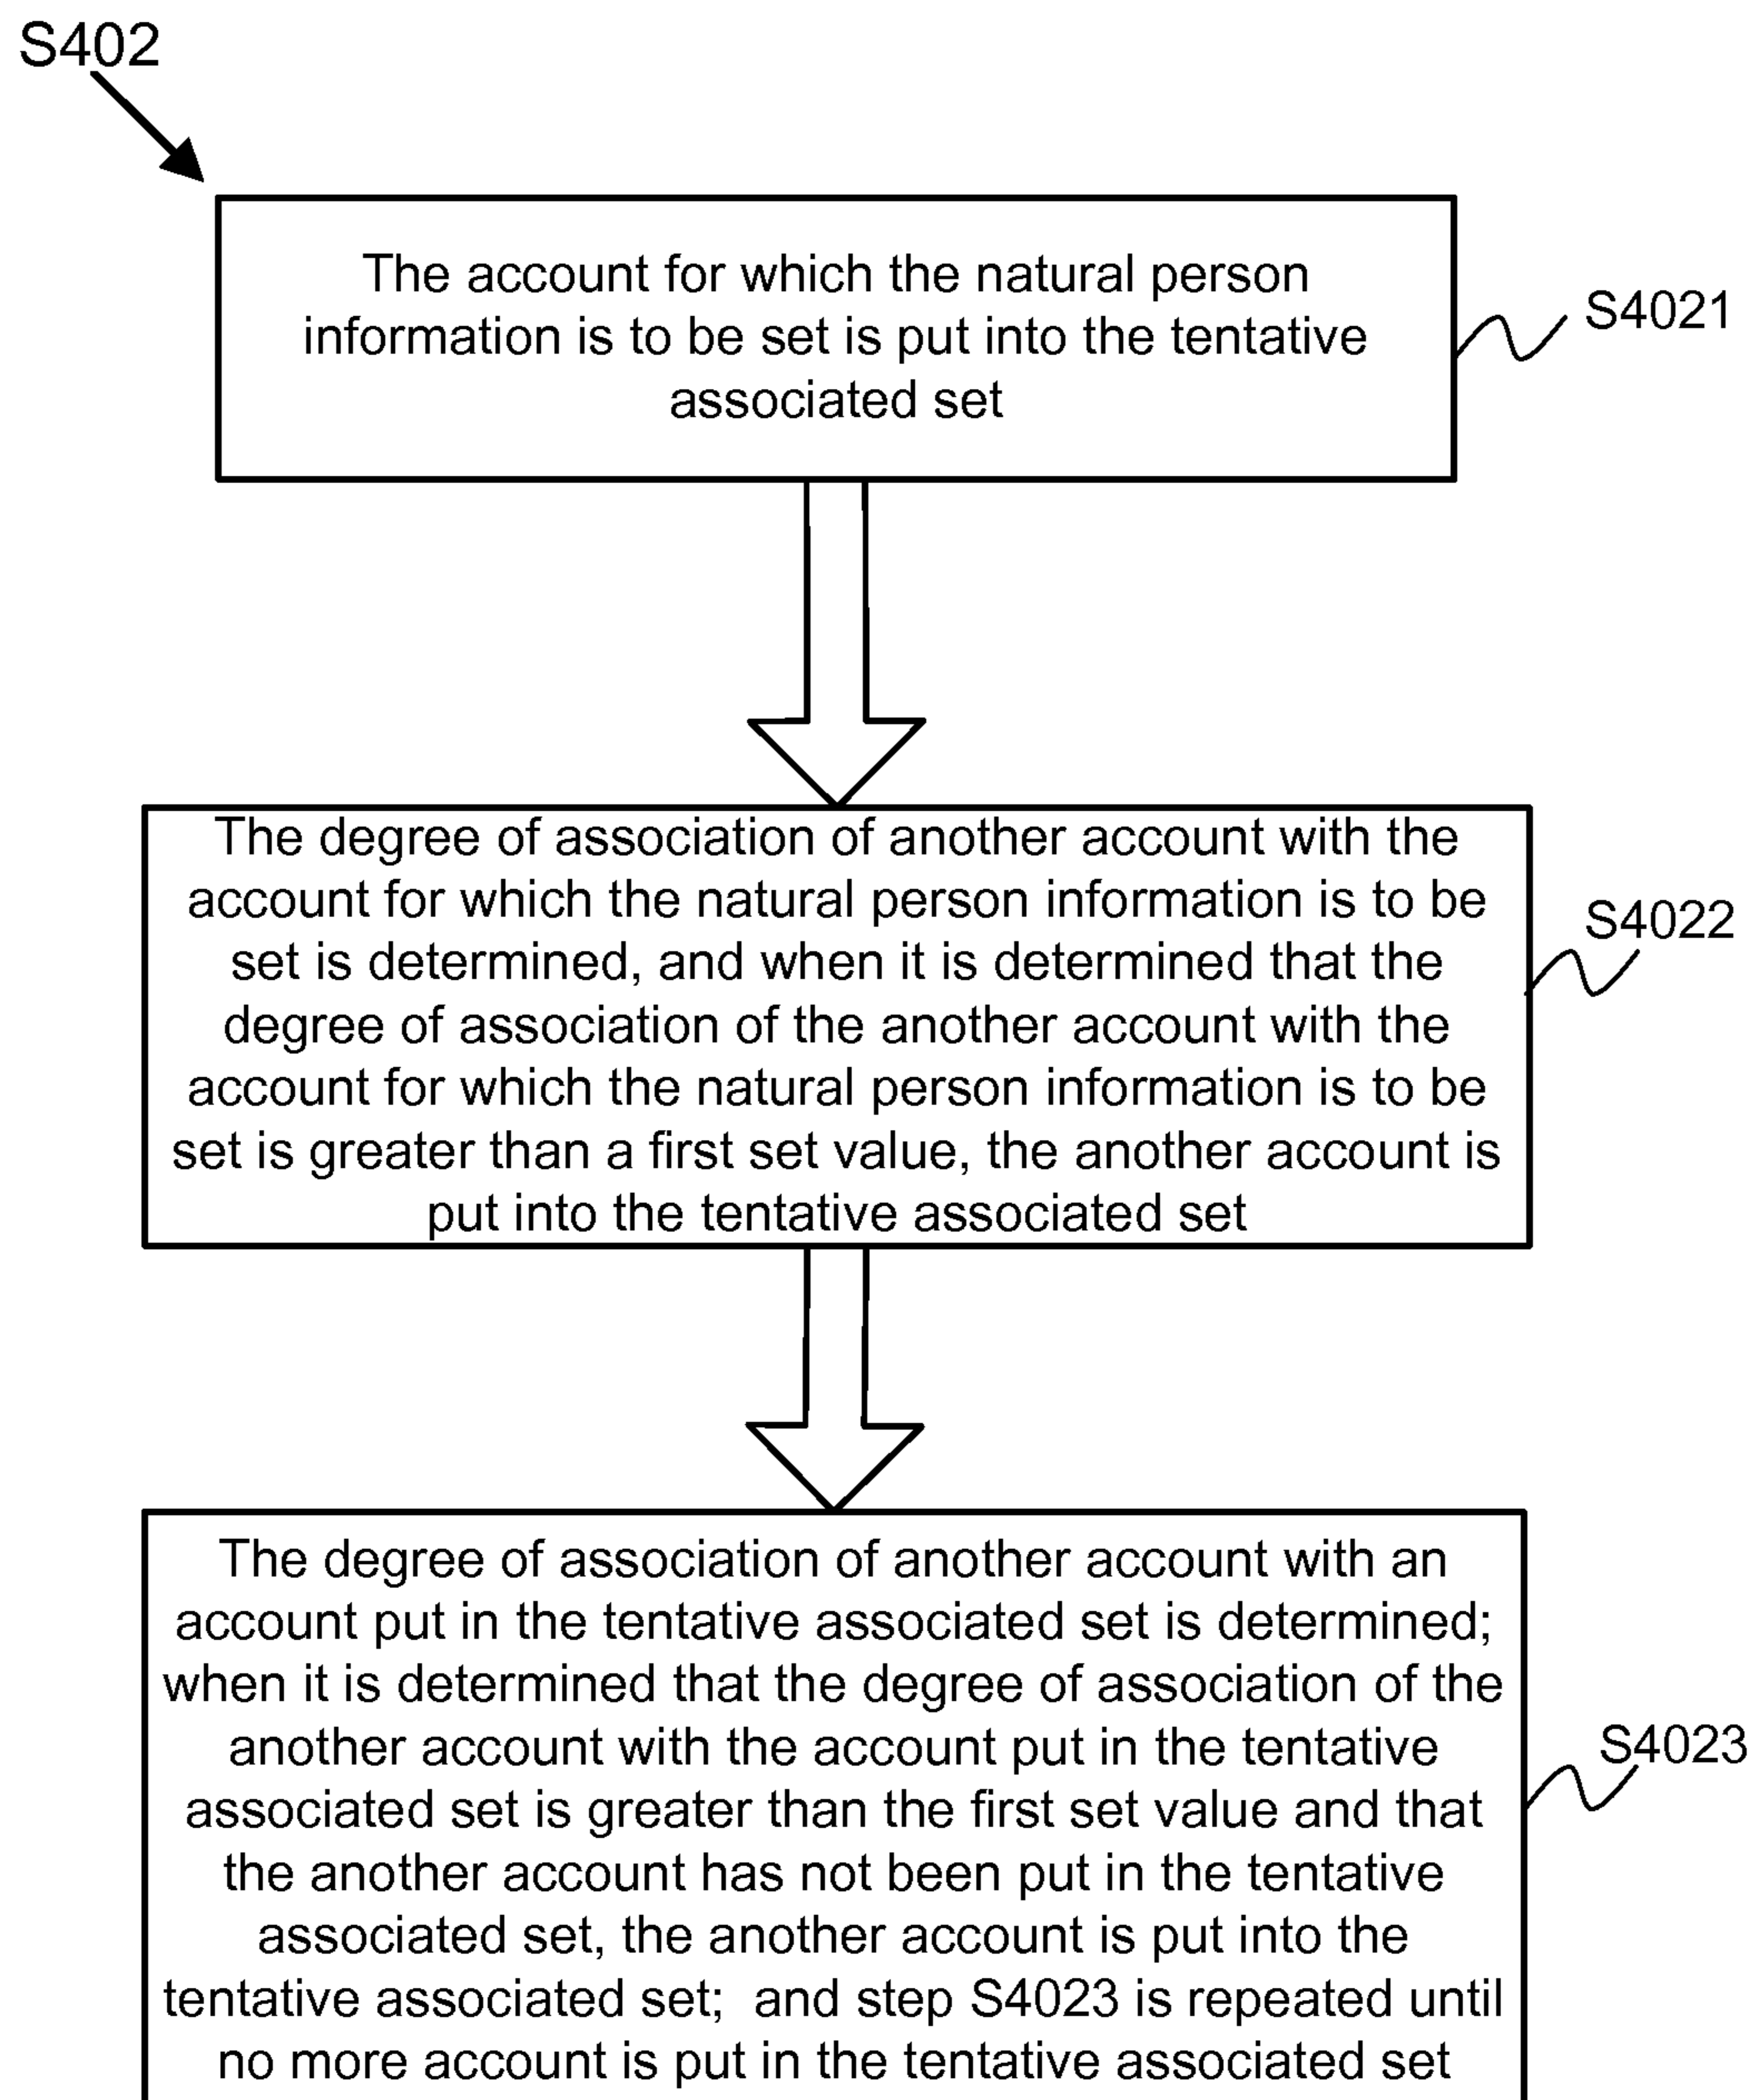 S402
The account for which the natural person
information is to be set is put into the tentative
associated set
S4021
The degree of association of another account with the
account for which the natural person information is to be
set is determined, and when it is determined that the
degree of association of the another account with the
account for which the natural person information is to be
set is greater than a first set value, the another account is
put into the tentative associated set
S4022
The degree of association of another account with an
account put in the tentative associated set is determined;
when it is determined that the degree of association of the
another account with the account put in the tentative
associated set is greater than the first set value and that
the another account has not been put in the tentative
associated set, the another account is put into the
tentative associated set;  and step S4023 is repeated until
no more account is put in the tentative associated set
S4023